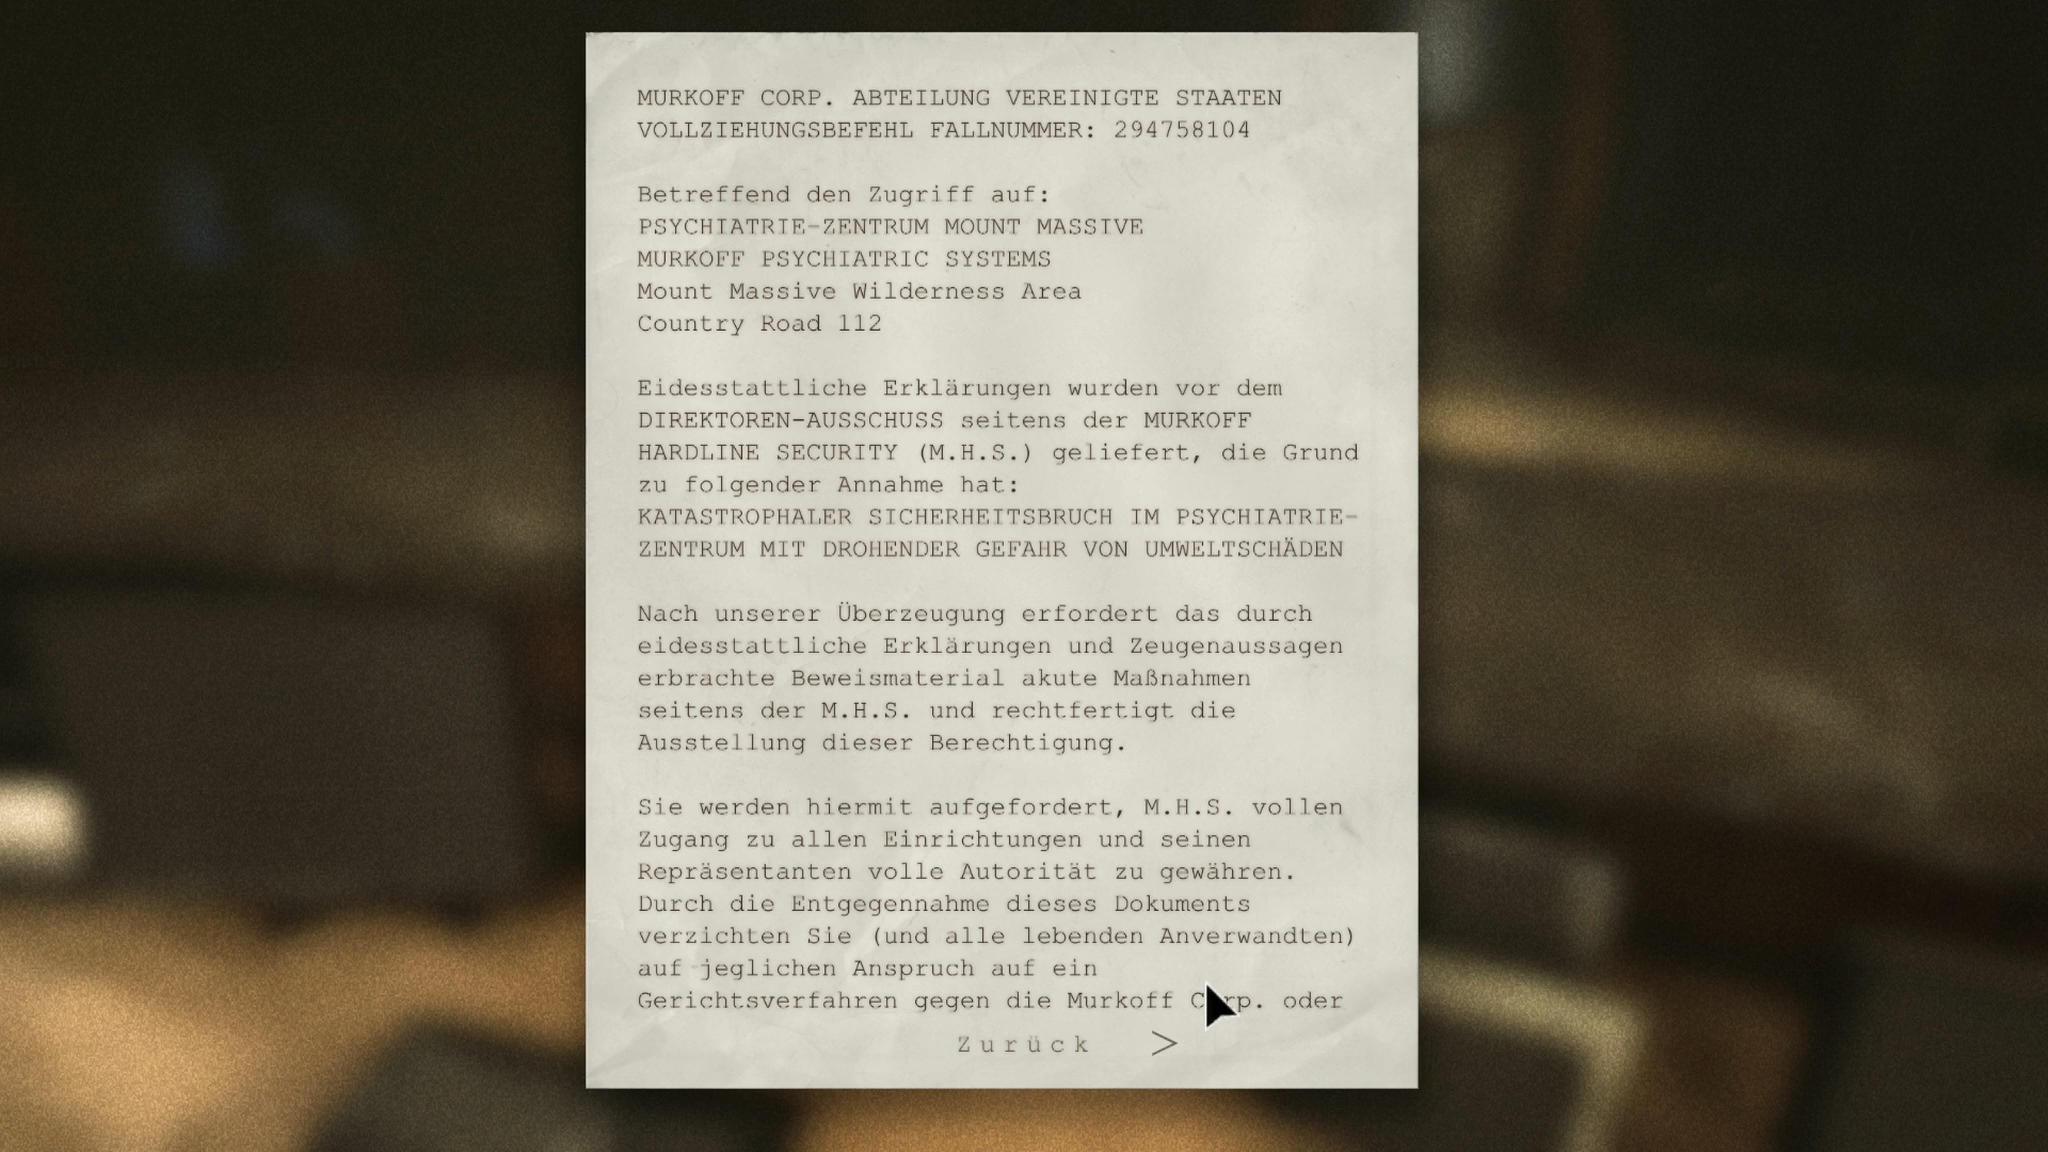 MURKOFF CORP. ABTEILUNG VEREINIGTE STAATEN
VOLLZIEHUNGSBEFEHL FALLNUMMER: 294758104
Betreffend den Zugriff auf:
PSYCHIATRIE-ZENTRUM MOUNT MASSIVE
MURKOFF PSYCHIATRIC SYSTEMS
Mount Massive Wilderness Area
Country Road 112
Eidesstattliche Erklärungen wurden vor dem
DIREKTOREN-AUSSCHUSS seitens der MURKOFF
HARDLINE SECURITY (M.H.S.) geliefert, die Grund
zu folgender Annahme hat:
KATASTROPHALER SICHERHEITSBRUCH IM PSYCHIATRIE-
ZENTRUM MIT DROHENDER GEFAHR VON UMWELTSCHÄDEN
Nach unserer Überzeugung erfordert das durch
eidesstattliche Erklärungen und Zeugenaussagen
erbrachte Beweismaterial akute Maßnahmen
seitens der M.H.S. und rechtfertigt die
Ausstellung dieser Berechtigung.
Sie werden hiermit aufgefordert, M.H.S. vollen
Zugang zu allen Einrichtungen und seinen
Repräsentanten volle Autorität zu gewähren.
Durch die Entgegennahme dieses Dokuments
verzichten Sie (und alle lebenden Anverwandten)
auf jeglichen Anspruch auf ein
Gerichtsverfahren gegen die Murkoff Corp. oder
Zurück >